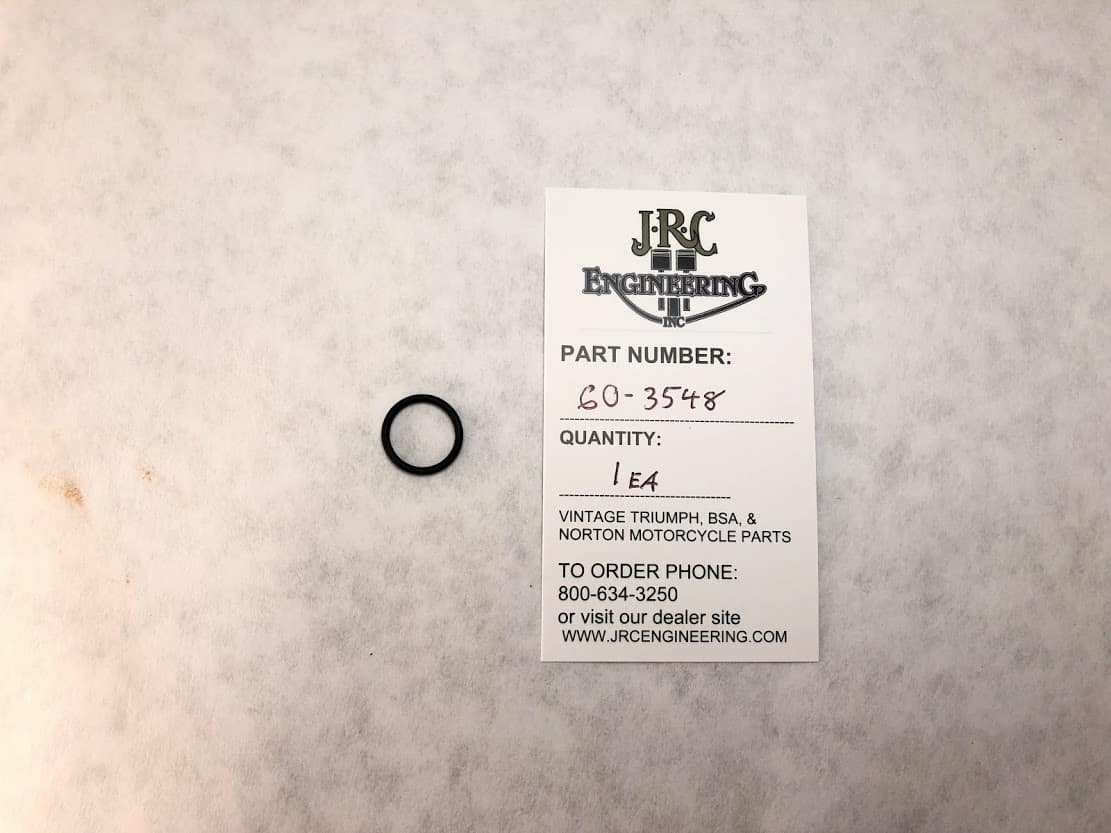 J.R.C
ENGINEERING
INC
PART NUMBER:
60-3548
QUANTITY:
1 EA
VINTAGE TRIUMPH, BSA, &
NORTON MOTORCYCLE PARTS
TO ORDER PHONE:
800-634-3250
or visit our dealer site
WWW.JRCENGINEERING.COM